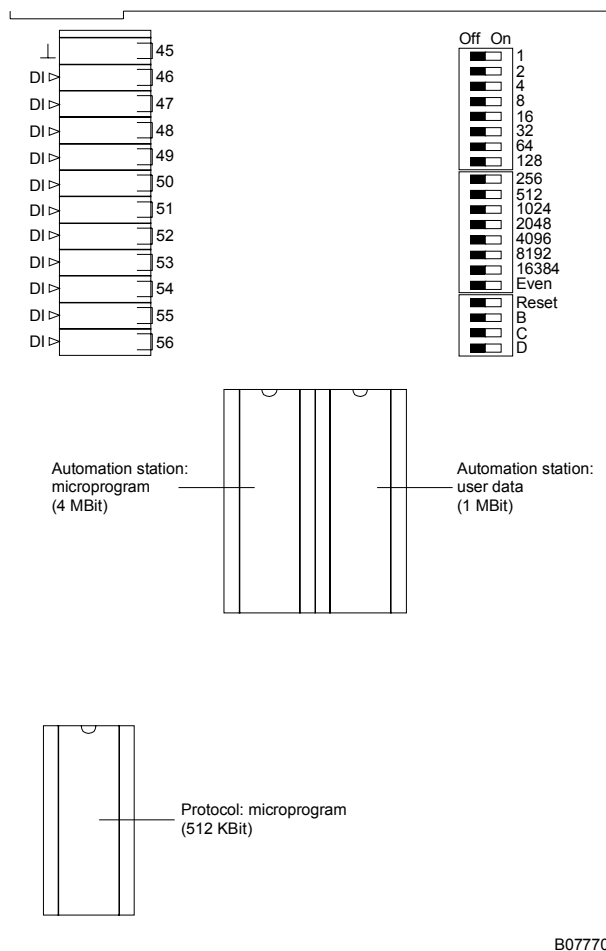 45
DI 46
DI 47
DI 48
DI 49
DI 50
DI 51
DI 52
DI 53
DI 54
DI 55
DI 56
Off On
1
2
4
8
16
32
64
128
256
512
1024
2048
4096
8192
16384
Even
Reset
B
C
D
Automation station:
microprogram
(4 MBit)
Automation station:
user data
(1 MBit)
Protocol: microprogram
(512 KBit)
B07770